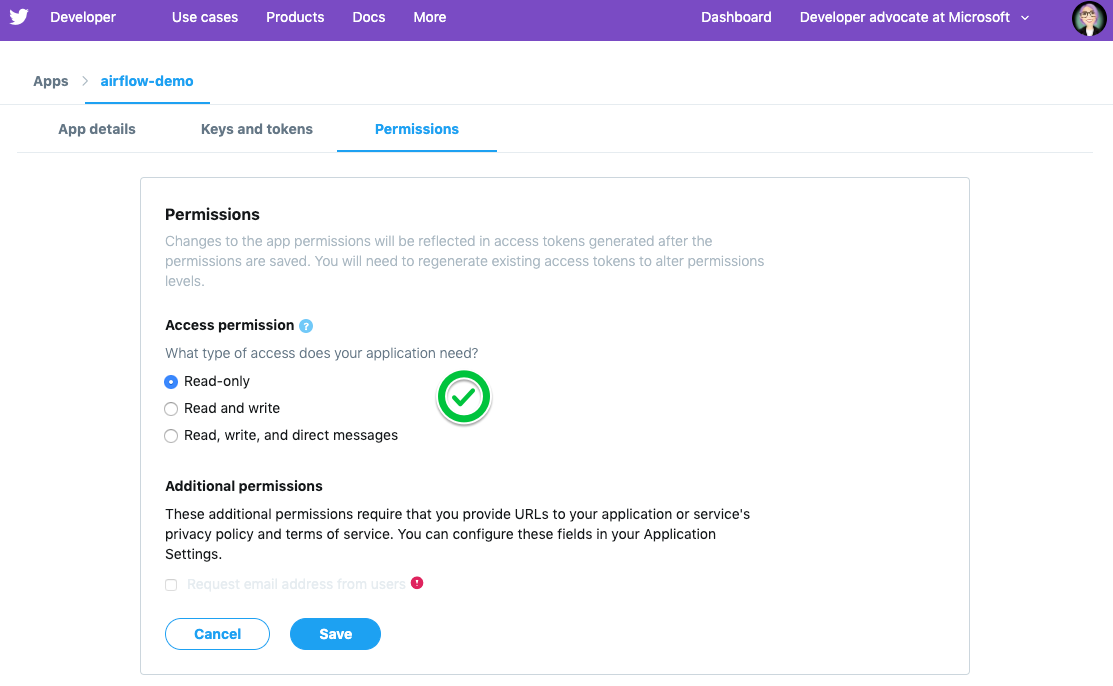 Developer Use cases Products Docs More Dashboard Developer advocate at Microsoft
Apps airflow-demo
App details Keys and tokens Permissions
Permissions
Changes to the app permissions will be reflected in access tokens generated after the
permissions are saved. You will need to regenerate existing access tokens to alter permissions
levels.
Access permission ?
What type of access does your application need?
Read-only
Read and write
Read, write, and direct messages
Additional permissions
These additional permissions require that you provide URLs to your application or service's
privacy policy and terms of service. You can configure these fields in your Application
Settings.
Request email address from users !
Cancel Save